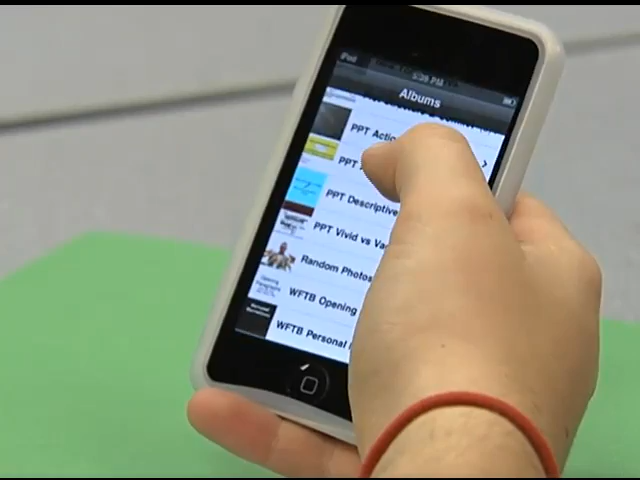 iPod
5:35 PM
Albums
PPT Actio
PPT
PPT Descriptive
PPT Vivid vs Va
Random Photos
WFTB Opening
WFTB Personal